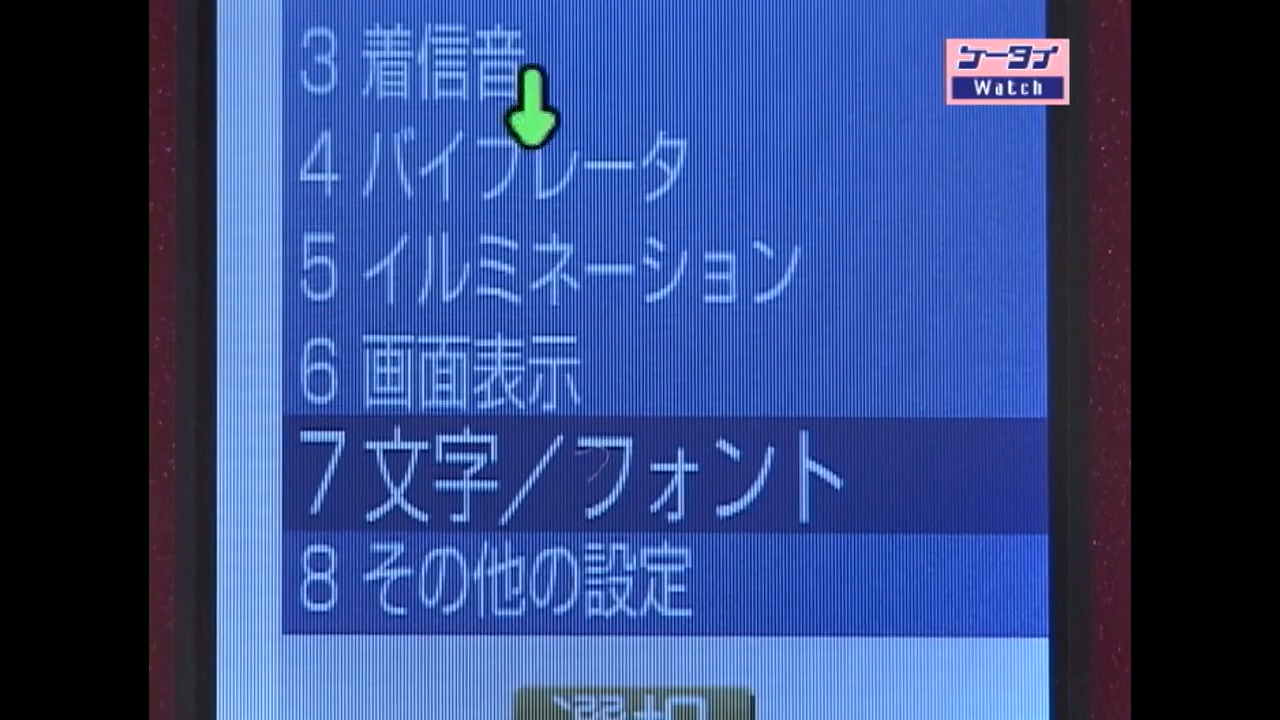 3 着信音
ケータイ
Watch
4 バイブレータ
5 イルミネーション
6 画面表示
7 文字／フォント
8 その他の設定